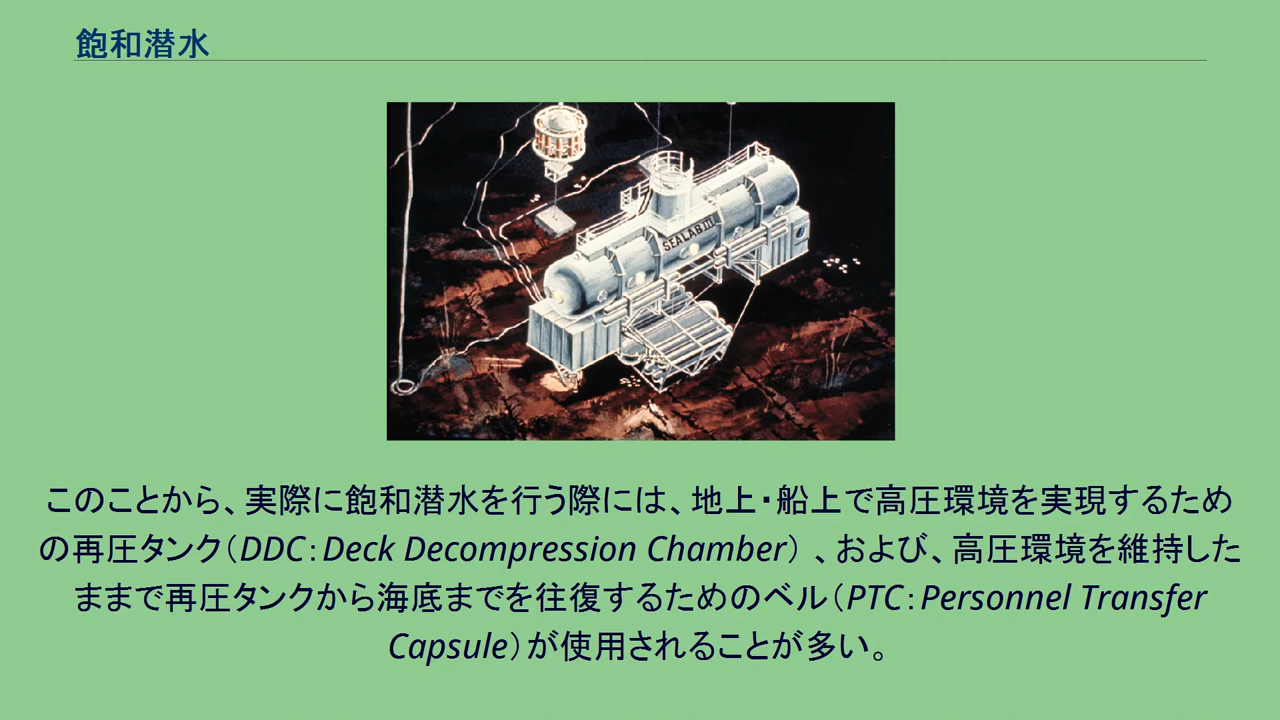 飽和潜水
SEALAB III
このことから、実際に飽和潜水を行う際には、地上・船上で高圧環境を実現するため
の再圧タンク（DDC：Deck Decompression Chamber） 、および、高圧環境を維持した
ままで再圧タンクから海底までを往復するためのベル（PTC：Personnel Transfer
Capsule）が使用されることが多い。